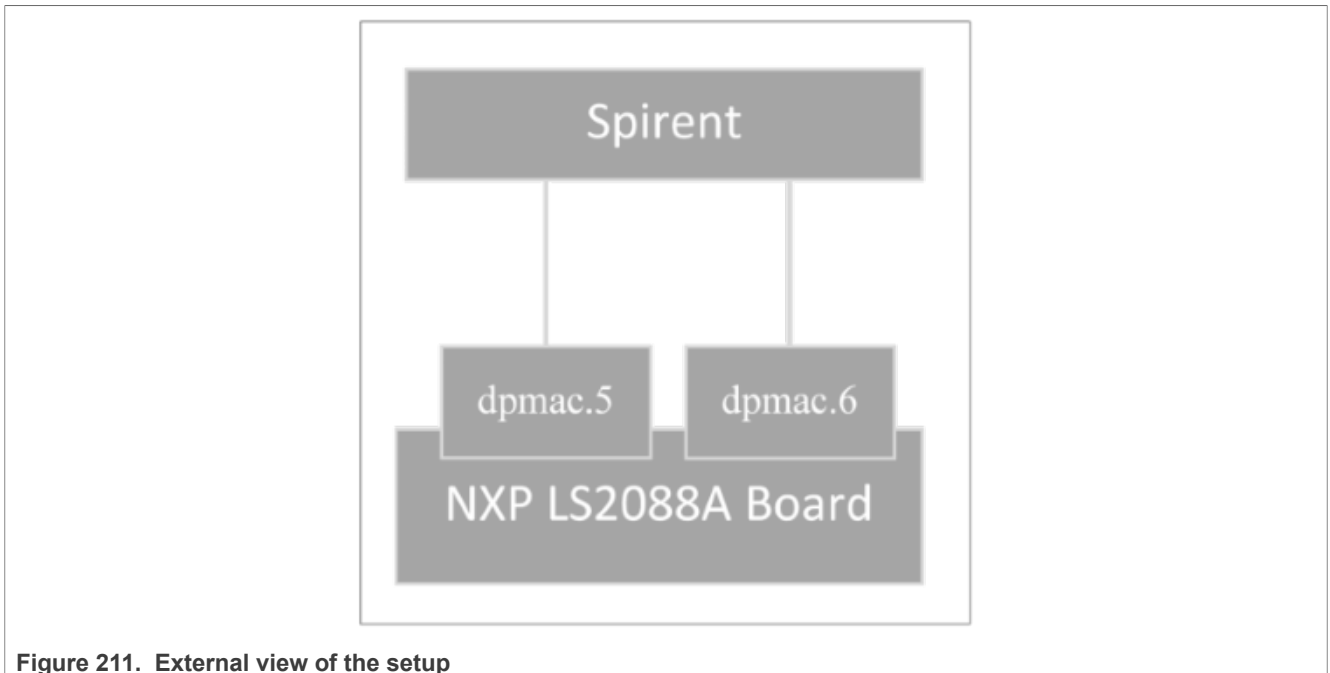 Spirent
dpmac.5 dpmac.6
NXP LS2088A Board
Figure 211. External view of the setup